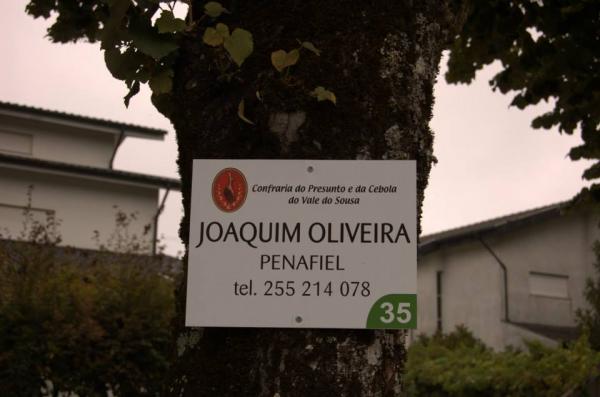 Confraria do Presunto e da Cebola
do Vale do Sousa
JOAQUIM OLIVEIRA
PENAFIEL
tel. 255 214 078
35